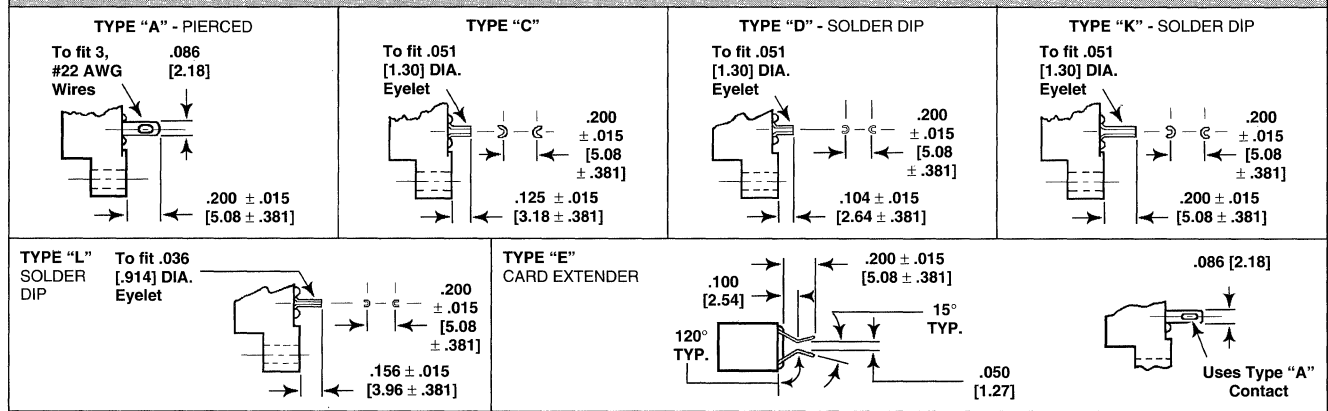 TYPE “A” - PIERCED
To fit 3,
#22 AWG
Wires
.086
[2.18]
.200 ± .015
[5.08 ± .381]
TYPE “C”
To fit .051
[1.30] DIA.
Eyelet
.200
± .015
[5.08
± .381]
.125 ± .015
[3.18 ± .381]
TYPE “D” - SOLDER DIP
To fit .051
[1.30] DIA.
Eyelet
.200
± .015
[5.08
± .381]
.104 ± .015
[2.64 ± .381]
TYPE “K” - SOLDER DIP
To fit .051
[1.30] DIA.
Eyelet
.200
± .015
[5.08
± .381]
.200 ± .015
[5.08 ± .381]
TYPE “L”
SOLDER
DIP
To fit .036
[.914] DIA.
Eyelet
.200
± .015
[5.08
± .381]
.156 ± .015
[3.96 ± .381]
TYPE “E”
CARD EXTENDER
.200 ± .015
[5.08 ± .381]
.100
[2.54]
15°
TYP.
120°
TYP.
.050
[1.27]
.086 [2.18]
Uses Type “A”
Contact